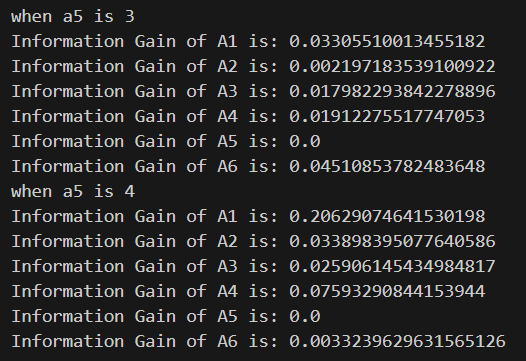 when a5 is 3
Information Gain of A1 is: 0.03305510013455182
Information Gain of A2 is: 0.002197183539100922
Information Gain of A3 is: 0.017982293842278896
Information Gain of A4 is: 0.01912275517747053
Information Gain of A5 is: 0.0
Information Gain of A6 is: 0.04510853782483648
when a5 is 4
Information Gain of A1 is: 0.20629074641530198
Information Gain of A2 is: 0.033898395077640586
Information Gain of A3 is: 0.025906145434984817
Information Gain of A4 is: 0.07593290844153944
Information Gain of A5 is: 0.0
Information Gain of A6 is: 0.0033239629631565126